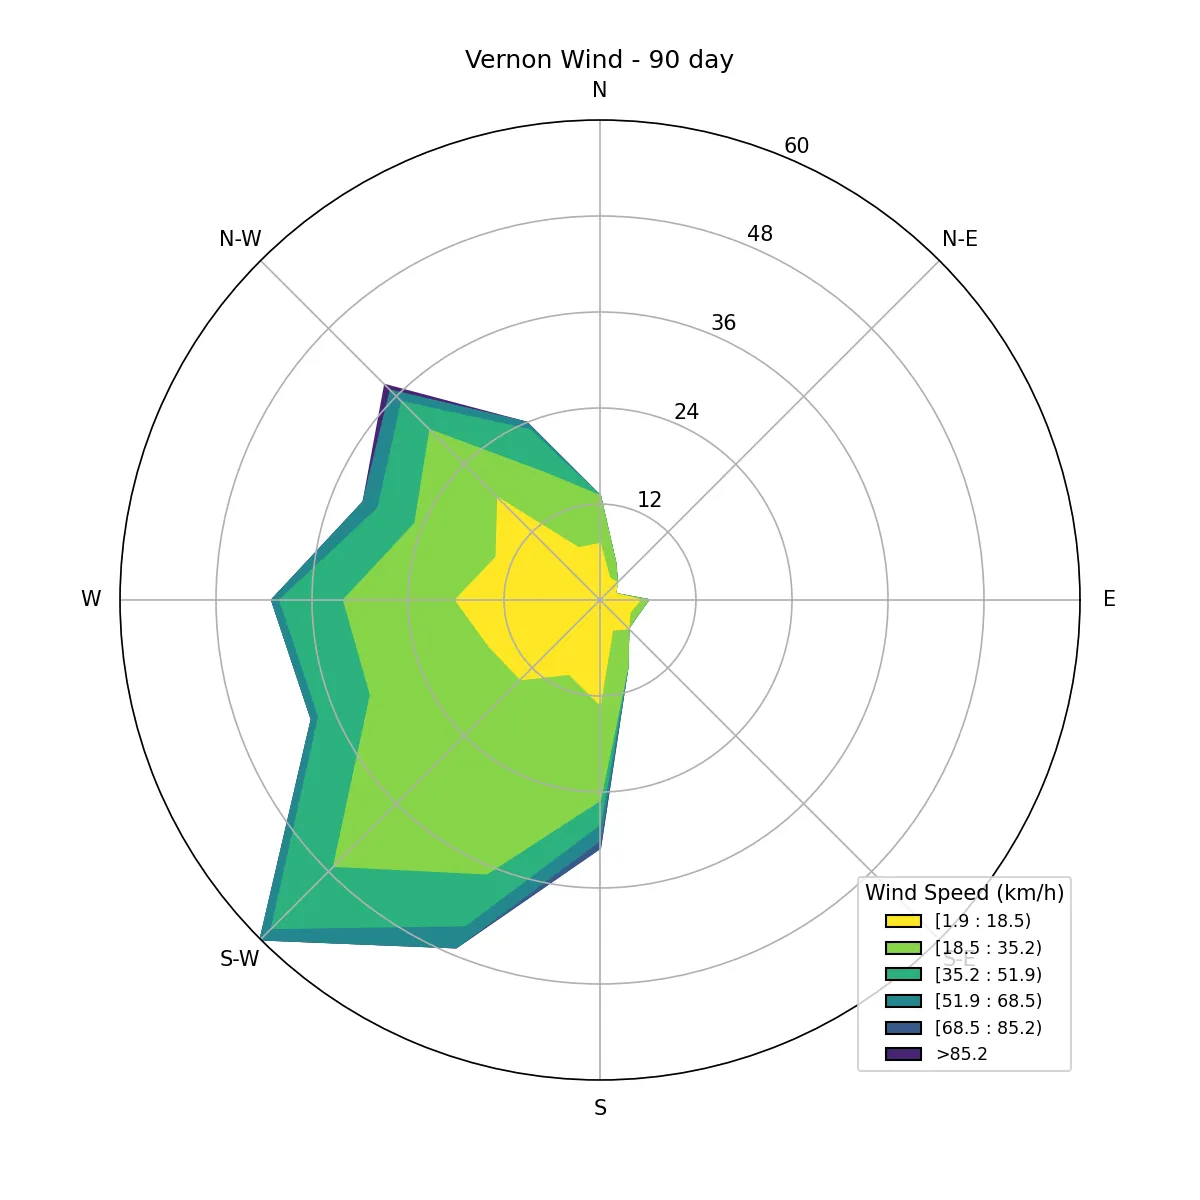 Vernon Wind - 90 day
N
60
N-W
N-E
48
36
24
12
W
E
S-W
S-E
Wind Speed (km/h)
[1.9 : 18.5)
[18.5 : 35.2)
[35.2 : 51.9)
[51.9 : 68.5)
[68.5 : 85.2)
>85.2
S